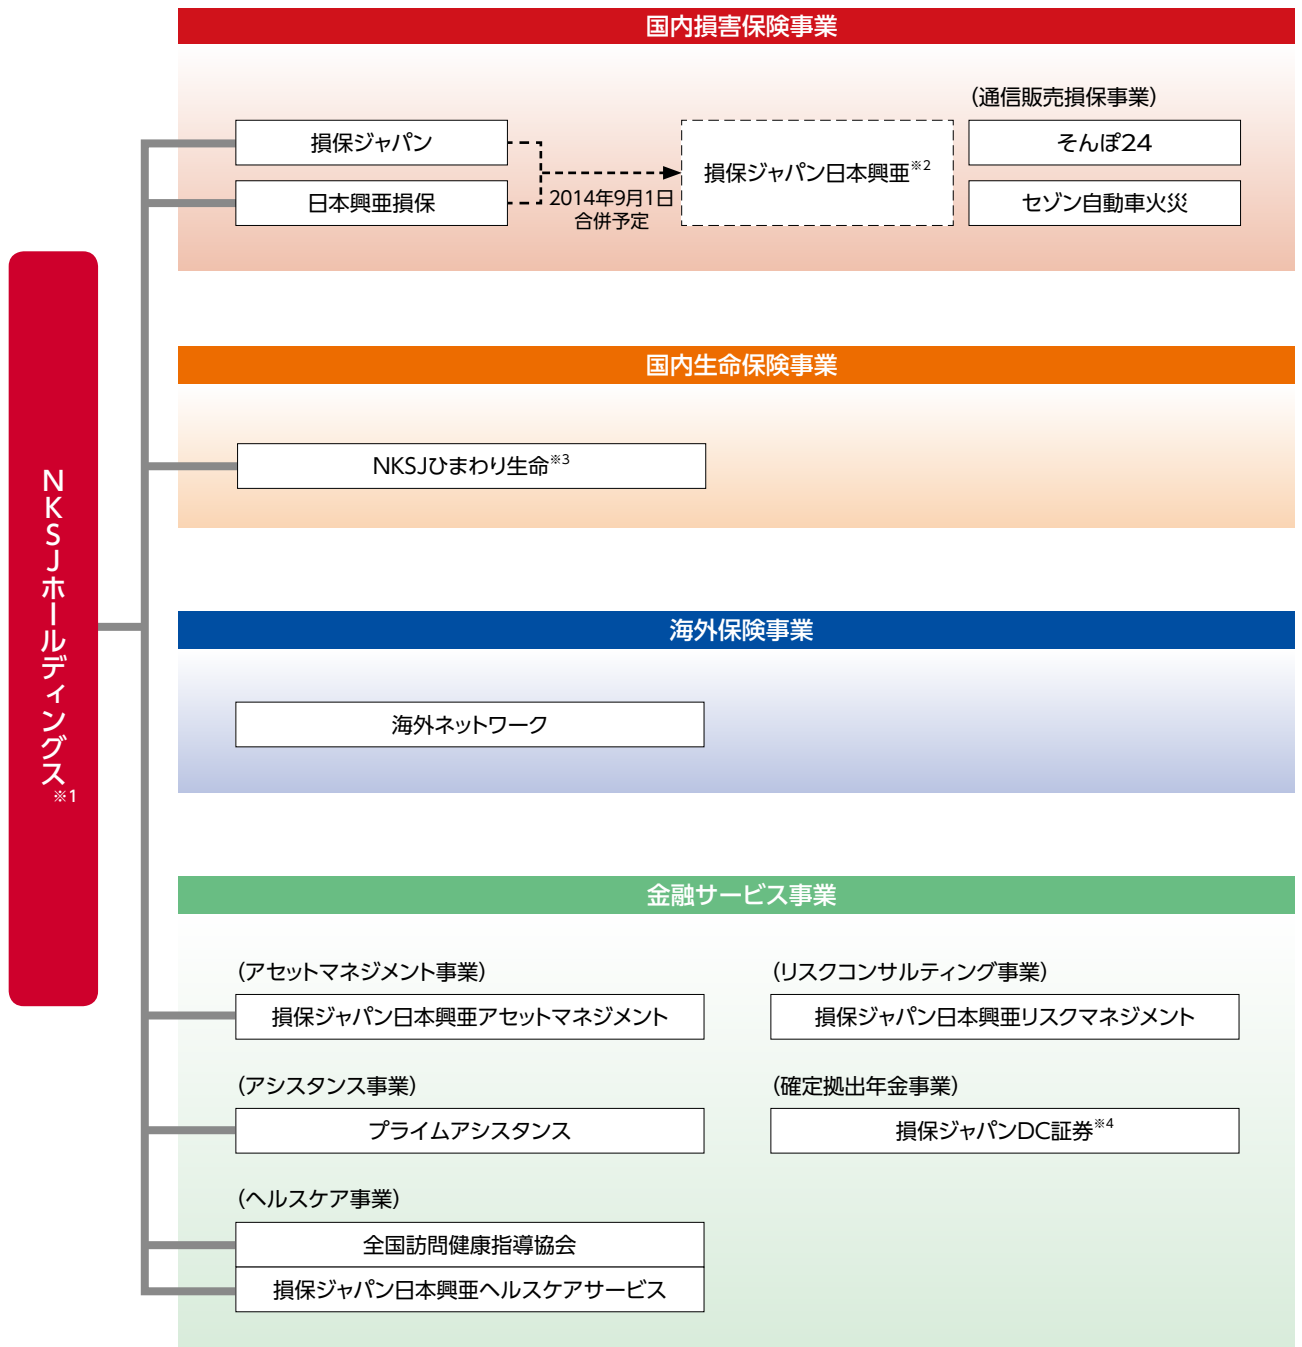 NKSJホールディングス※1
国内損害保険事業
(通信販売損保事業)
損保ジャパン
日本興亜損保
2014年9月1日
合併予定
損保ジャパン日本興亜※2
そんぽ24
セゾン自動車火災
国内生命保険事業
NKSJひまわり生命※3
海外保険事業
海外ネットワーク
金融サービス事業
(アセットマネジメント事業)
損保ジャパン日本興亜アセットマネジメント
(リスクコンサルティング事業)
損保ジャパン日本興亜リスクマネジメント
(アシスタンス事業)
プライムアシスタンス
(確定拠出年金事業)
損保ジャパンDC証券※4
(ヘルスケア事業)
全国訪問健康指導協会
損保ジャパン日本興亜ヘルスケアサービス